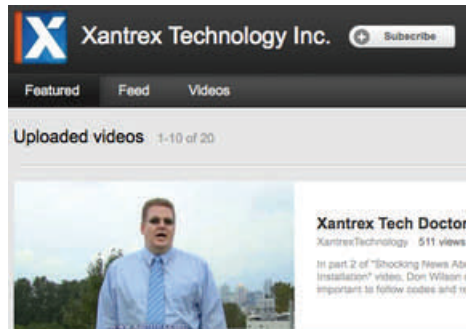 X
Xantrex Technology Inc. Subscribe
Featured Feed Videos
Uploaded videos 1-10 of 20
Xantrex Tech Doctor
XantrexTechnology 511 views
In part 2 of "Shocking News Abo
Installation" video, Don Wilson
important to follow codes and re